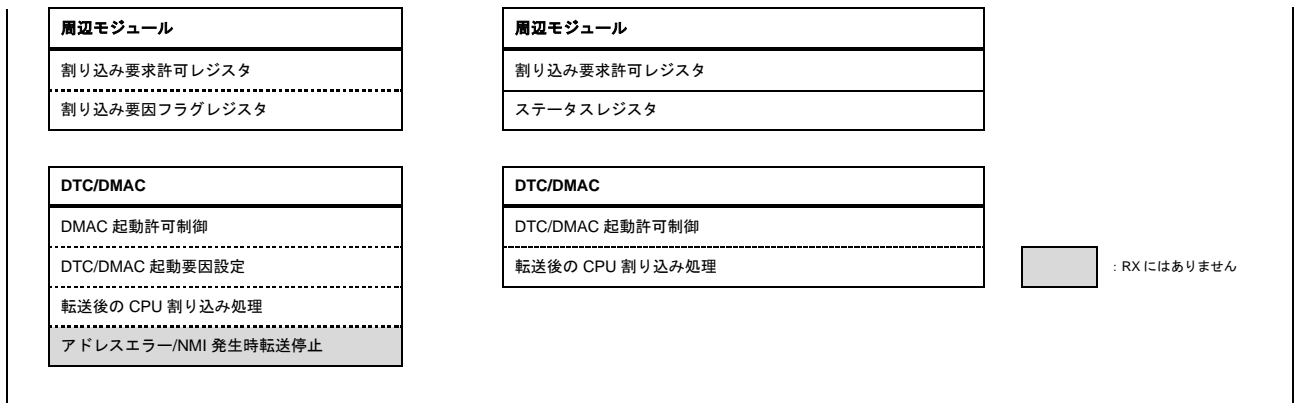 周辺モジュール
割り込み要求許可レジスタ
割り込み要因フラグレジスタ
周辺モジュール
割り込み要求許可レジスタ
ステータスレジスタ
DTC/DMAC
DMAC 起動許可制御
DTC/DMAC 起動要因設定
転送後の CPU 割り込み処理
アドレスエラー/NMI 発生時転送停止
DTC/DMAC
DTC/DMAC 起動許可制御
転送後の CPU 割り込み処理
：RX にはありません